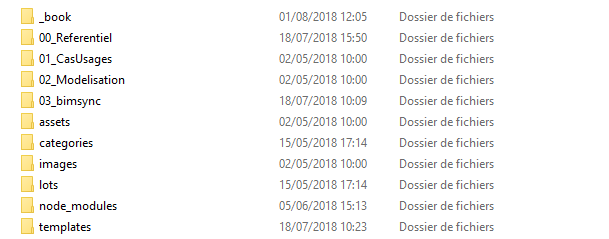 _book 01/08/2018 12:05 Dossier de fichiers
00_Referentiel 18/07/2018 15:50 Dossier de fichiers
01_CasUsages 02/05/2018 10:00 Dossier de fichiers
02_Modelisation 02/05/2018 10:00 Dossier de fichiers
03_bimsync 18/07/2018 10:09 Dossier de fichiers
assets 02/05/2018 10:00 Dossier de fichiers
categories 15/05/2018 17:14 Dossier de fichiers
images 02/05/2018 10:00 Dossier de fichiers
lots 15/05/2018 17:14 Dossier de fichiers
node_modules 05/06/2018 15:13 Dossier de fichiers
templates 18/07/2018 10:23 Dossier de fichiers